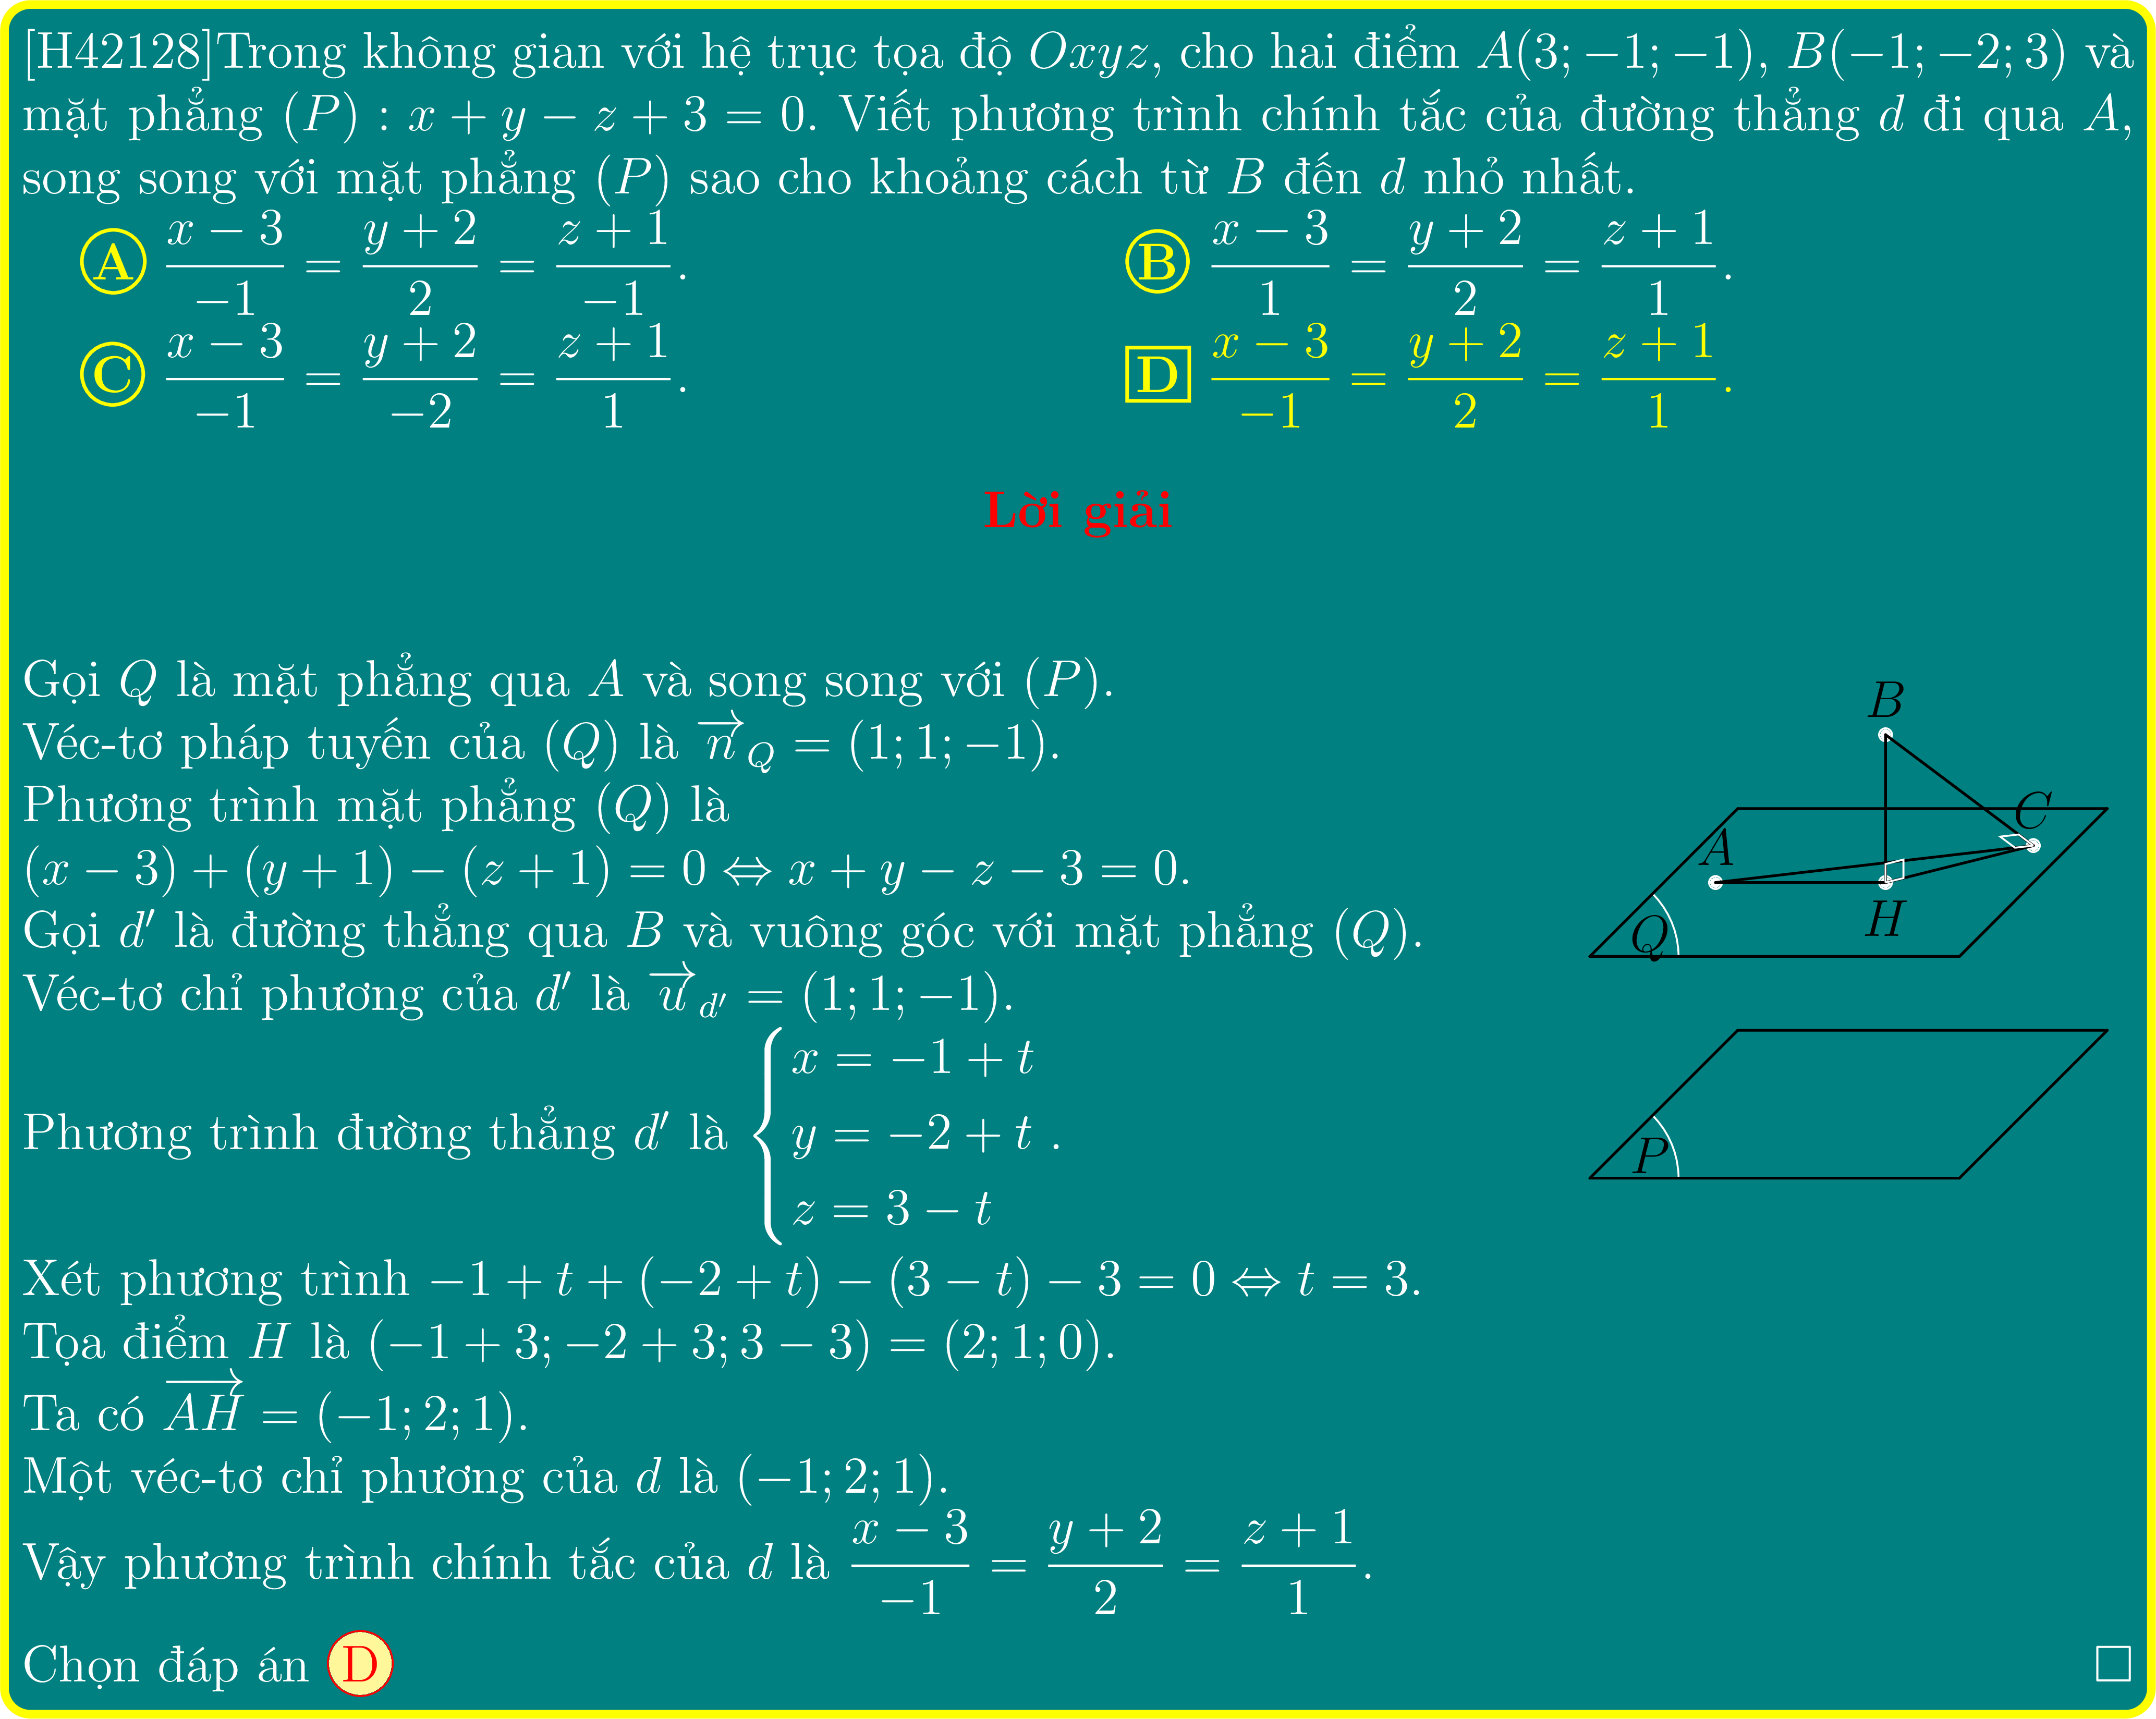 [H42128]Trong không gian với hệ trục tọa độ Oxyz, cho hai điểm A(3; −1; −1), B(−1; −2; 3) và
mặt phẳng (P) : x + y − z + 3 = 0. Viết phương trình chính tắc của đường thẳng d đi qua A,
song song với mặt phẳng (P) sao cho khoảng cách từ B đến d nhỏ nhất.
A \frac{x − 3}{−1} = \frac{y + 2}{2} = \frac{z + 1}{−1}. B \frac{x − 3}{1} = \frac{y + 2}{2} = \frac{z + 1}{1}.
C \frac{x − 3}{−1} = \frac{y + 2}{−2} = \frac{z + 1}{1}. D \frac{x − 3}{−1} = \frac{y + 2}{2} = \frac{z + 1}{1}.
Lời giải
Gọi Q là mặt phẳng qua A và song song với (P).
Véc-tơ pháp tuyến của (Q) là \overrightarrow{n}_Q = (1; 1; −1).
Phương trình mặt phẳng (Q) là
(x − 3) + (y + 1) − (z + 1) = 0 ⇔ x + y − z − 3 = 0.
Gọi d′ là đường thẳng qua B và vuông góc với mặt phẳng (Q).
Véc-tơ chỉ phương của d′ là \overrightarrow{u}_{d′} = (1; 1; −1).
Phương trình đường thẳng d′ là { x = −1 + t
y = −2 + t .
z = 3 − t
Xét phương trình −1 + t + (−2 + t) − (3 − t) − 3 = 0 ⇔ t = 3.
Tọa điểm H là (−1 + 3; −2 + 3; 3 − 3) = (2; 1; 0).
Ta có \overrightarrow{AH} = (−1; 2; 1).
Một véc-tơ chỉ phương của d là (−1; 2; 1).
Vậy phương trình chính tắc của d là \frac{x − 3}{−1} = \frac{y + 2}{2} = \frac{z + 1}{1}.
Chọn đáp án D □
B
C
A
H
Q
P